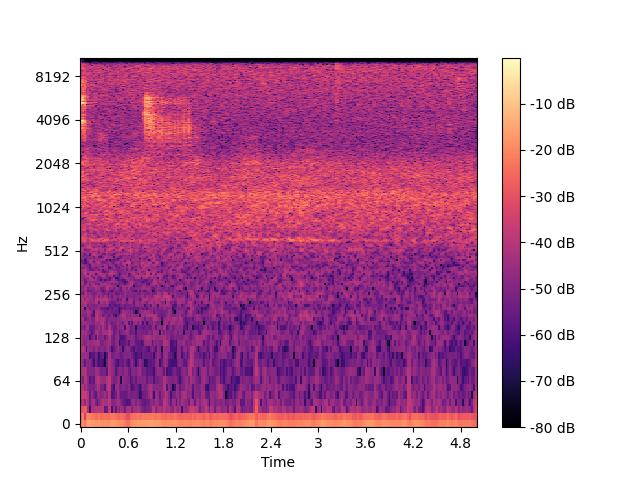 8192
4096
2048
1024
512
256
128
64
0
Hz
0 0.6 1.2 1.8 2.4 3 3.6 4.2 4.8
Time
-10 dB
-20 dB
-30 dB
-40 dB
-50 dB
-60 dB
-70 dB
-80 dB